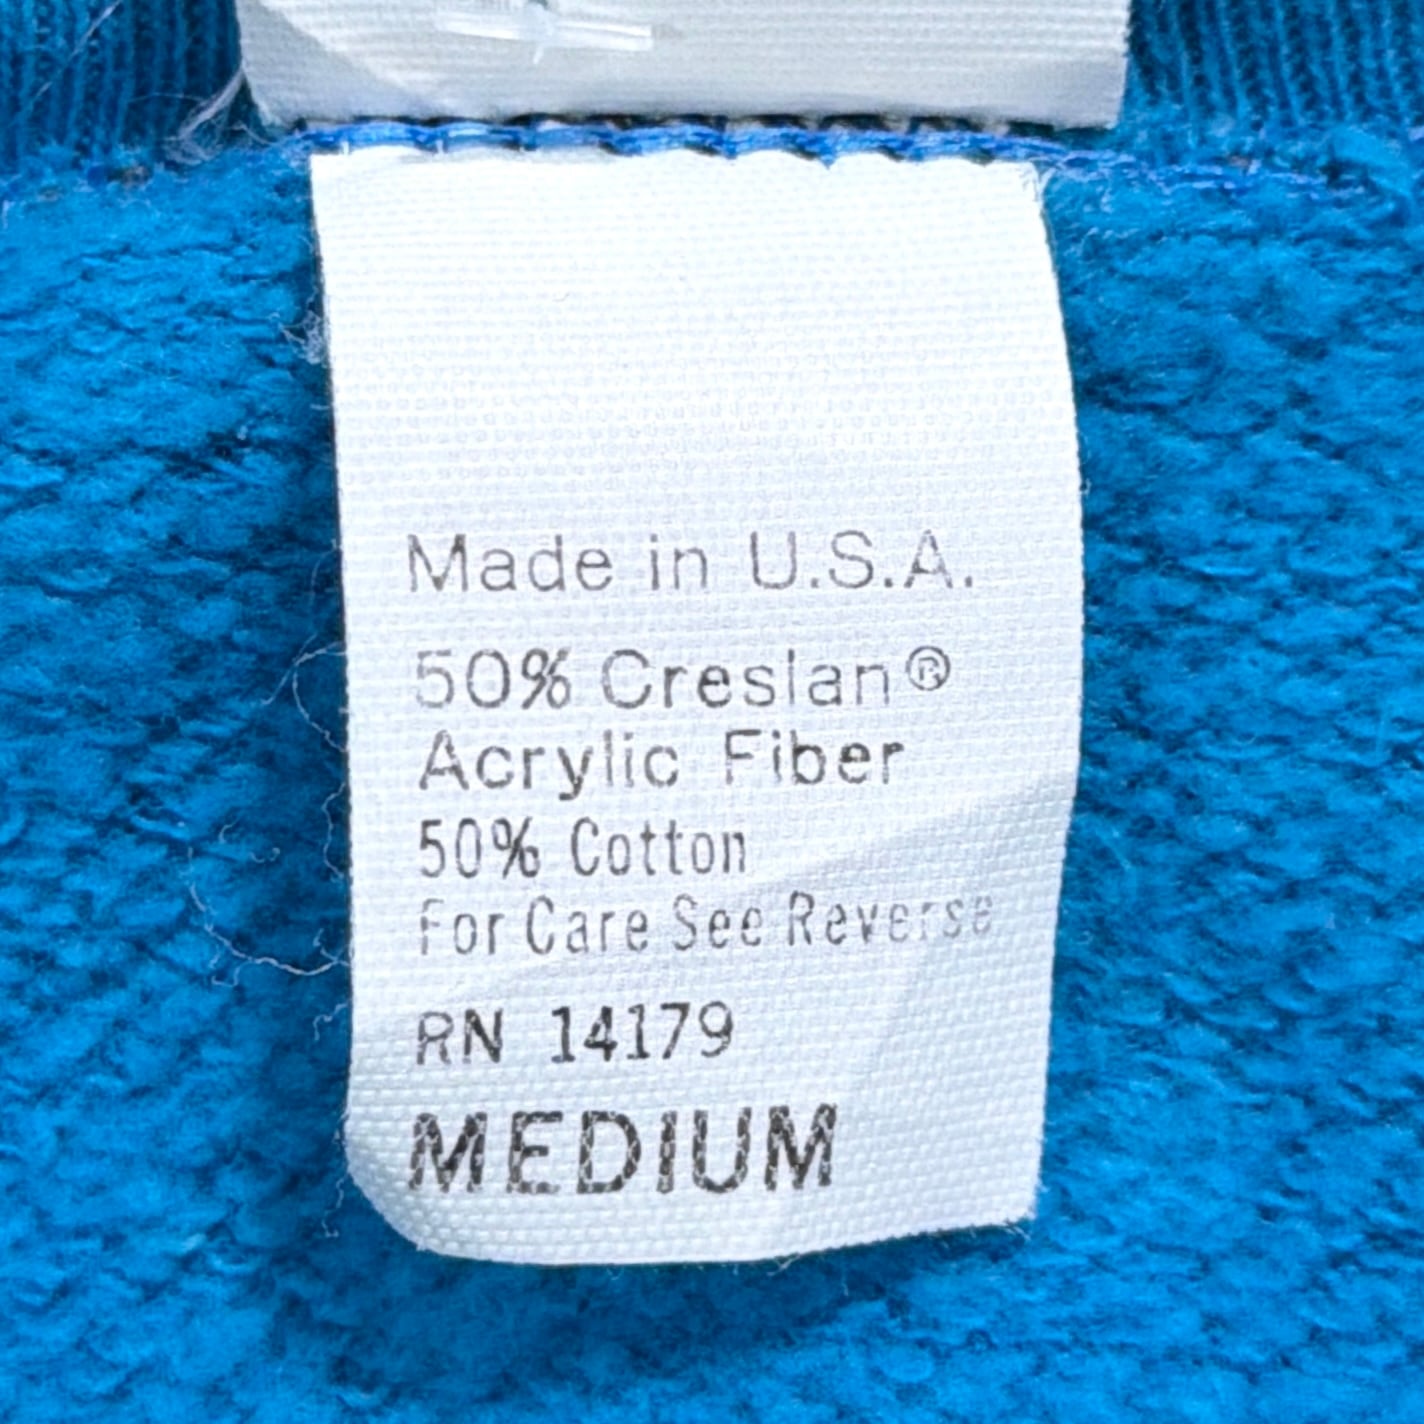 Made in U.S.A.
50% Creslan®
Acrylic Fiber
50% Cotton
For Care See Reverse
RN 14179
MEDIUM